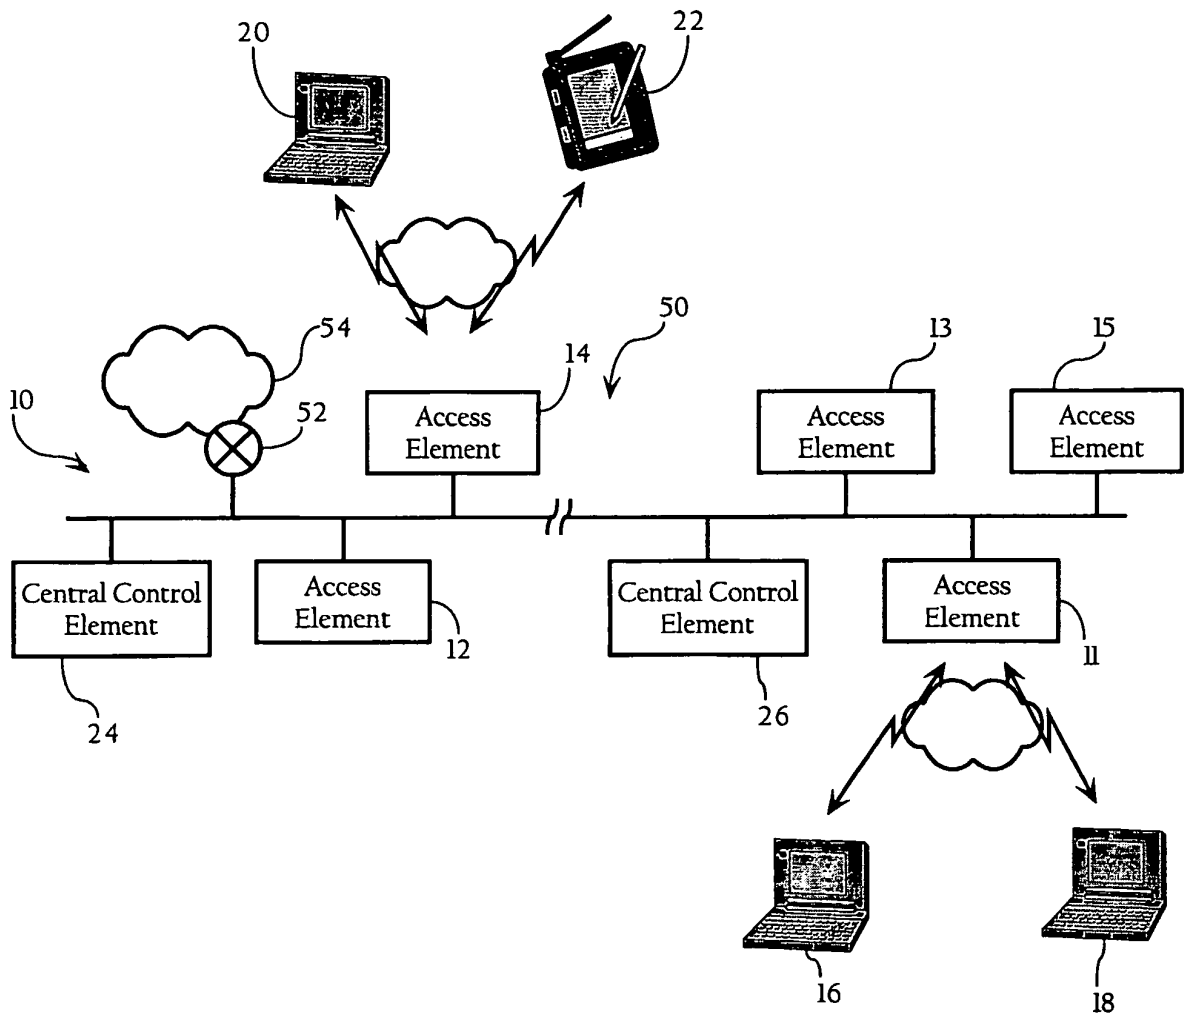 20
22
54
50
14
13
15
10
52
Access
Element
Access
Element
Access
Element
Central Control
Element
Access
Element
Central Control
Element
Access
Element
12
11
24
26
16
18